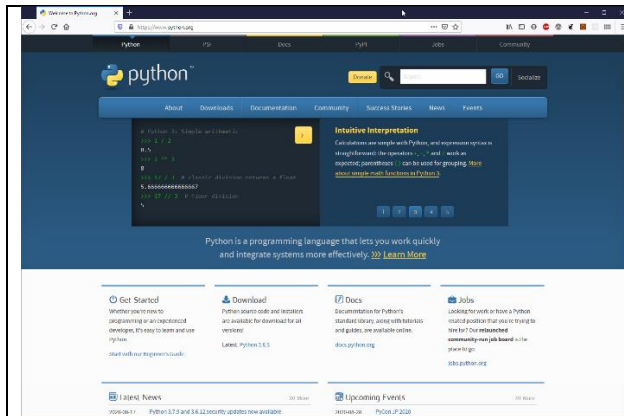 Welcome to Python.org
https://www.python.org
Python
PSF
Docs
PyPI
Jobs
Community
python™
Donate
Search
GO
Socialize
About
Downloads
Documentation
Community
Success Stories
News
Events
# Python 3: Simple arithmetic
>>> 1 / 2
0.5
>>> 2 ** 3
8
>>> 17 / 3 # classic division returns a float
5.666666666666667
>>> 17 // 3 # floor division
5
Intuitive Interpretation
Calculations are simple with Python, and expression syntax is
straightforward: the operators +, -, * and / work as
expected; parentheses () can be used for grouping. More
about simple math functions in Python 3.
1 2 3 4 5
Python is a programming language that lets you work quickly
and integrate systems more effectively. >>> Learn More
Get Started
Whether you're new to
programming or an experienced
developer, it's easy to learn and use
Python.
Start with our Beginner's Guide
Download
Python source code and installers
are available for download for all
versions!
Latest: Python 3.8.5
Docs
Documentation for Python's
standard library, along with tutorials
and guides, are available online.
docs.python.org
Jobs
Looking for work or have a Python
related position that you're trying to
hire for? Our relaunched
community-run job board is the
place to go.
jobs.python.org
Latest News
More
2020-08-17 Python 3.7.9 and 3.6.12 security updates now available
Upcoming Events
More
2020-08-28 PyCon JP 2020